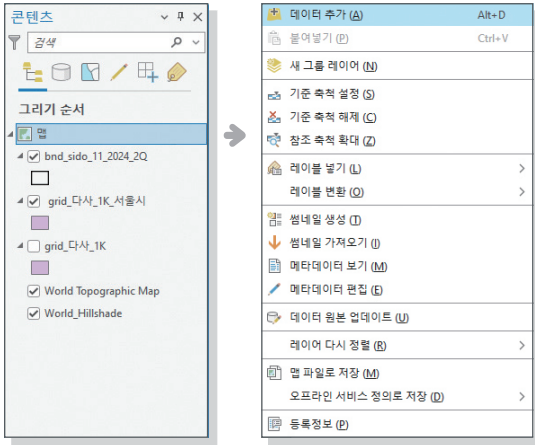 콘텐츠
검색
그리기 순서
맵
bnd_sido_11_2024_2Q
grid_다사_1K_서울시
grid_다사_1K
World Topographic Map
World_Hillshade
데이터 추가 (A) Alt+D
붙여넣기 (P) Ctrl+V
새 그룹 레이어 (N)
기준 축척 설정 (S)
기준 축척 해제 (C)
참조 축척 확대 (Z)
레이블 넣기 (L)
레이블 변환 (O)
썸네일 생성 (T)
썸네일 가져오기 (I)
메타데이터 보기 (M)
메타데이터 편집 (E)
데이터 원본 업데이트 (U)
레이어 다시 정렬 (R)
맵 파일로 저장 (M)
오프라인 서비스 정의로 저장 (D)
등록정보 (P)